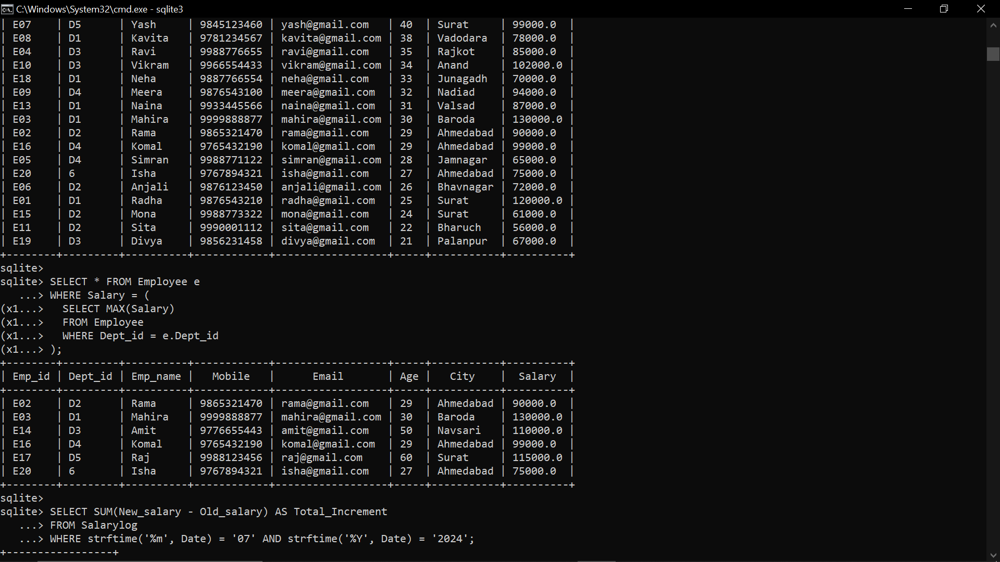 C:\Windows\System32\cmd.exe - sqlite3
| E07    | D5      | Yash     | 9845123460 | yash@gmail.com   | 40  | Surat     | 99000.0  |
| E08    | D1      | Kavita   | 9781234567 | kavita@gmail.com | 38  | Vadodara  | 78000.0  |
| E04    | D3      | Ravi     | 9988776655 | ravi@gmail.com   | 35  | Rajkot    | 85000.0  |
| E10    | D3      | Vikram   | 9966554433 | vikram@gmail.com | 34  | Anand     | 102000.0 |
| E18    | D1      | Neha     | 9887766554 | neha@gmail.com   | 33  | Junagadh  | 70000.0  |
| E09    | D4      | Meera    | 9876543100 | meera@gmail.com  | 32  | Nadiad    | 94000.0  |
| E13    | D1      | Naina    | 9933445566 | naina@gmail.com  | 31  | Valsad    | 87000.0  |
| E03    | D1      | Mahira   | 9999888877 | mahira@gmail.com | 30  | Baroda    | 130000.0 |
| E02    | D2      | Rama     | 9865321470 | rama@gmail.com   | 29  | Ahmedabad | 90000.0  |
| E16    | D4      | Komal    | 9765432190 | komal@gmail.com  | 29  | Ahmedabad | 99000.0  |
| E05    | D4      | Simran   | 9988771122 | simran@gmail.com | 28  | Jamnagar  | 65000.0  |
| E20    | 6       | Isha     | 9767894321 | isha@gmail.com   | 27  | Ahmedabad | 75000.0  |
| E06    | D2      | Anjali   | 9876123450 | anjali@gmail.com | 26  | Bhavnagar | 72000.0  |
| E01    | D1      | Radha    | 9876543210 | radha@gmail.com  | 25  | Surat     | 120000.0 |
| E15    | D2      | Mona     | 9988773322 | mona@gmail.com   | 24  | Surat     | 61000.0  |
| E11    | D2      | Sita     | 9990001112 | sita@gmail.com   | 22  | Bharuch   | 56000.0  |
| E19    | D3      | Divya    | 9856231458 | divya@gmail.com  | 21  | Palanpur  | 67000.0  |
+--------+---------+----------+------------+------------------+-----+-----------+----------+
sqlite>
sqlite> SELECT * FROM Employee e
   ...> WHERE Salary = (
(x1...>   SELECT MAX(Salary)
(x1...>   FROM Employee
(x1...>   WHERE Dept_id = e.Dept_id
(x1...> );
+--------+---------+----------+------------+------------------+-----+-----------+----------+
| Emp_id | Dept_id | Emp_name |   Mobile   |      Email       | Age |   City    |  Salary  |
+--------+---------+----------+------------+------------------+-----+-----------+----------+
| E02    | D2      | Rama     | 9865321470 | rama@gmail.com   | 29  | Ahmedabad | 90000.0  |
| E03    | D1      | Mahira   | 9999888877 | mahira@gmail.com | 30  | Baroda    | 130000.0 |
| E14    | D3      | Amit     | 9776655443 | amit@gmail.com   | 50  | Navsari   | 110000.0 |
| E16    | D4      | Komal    | 9765432190 | komal@gmail.com  | 29  | Ahmedabad | 99000.0  |
| E17    | D5      | Raj      | 9988123456 | raj@gmail.com    | 60  | Surat     | 115000.0 |
| E20    | 6       | Isha     | 9767894321 | isha@gmail.com   | 27  | Ahmedabad | 75000.0  |
+--------+---------+----------+------------+------------------+-----+-----------+----------+
sqlite>
sqlite> SELECT SUM(New_salary - Old_salary) AS Total_Increment
   ...> FROM Salarylog
   ...> WHERE strftime('%m', Date) = '07' AND strftime('%Y', Date) = '2024';
+-----------------+